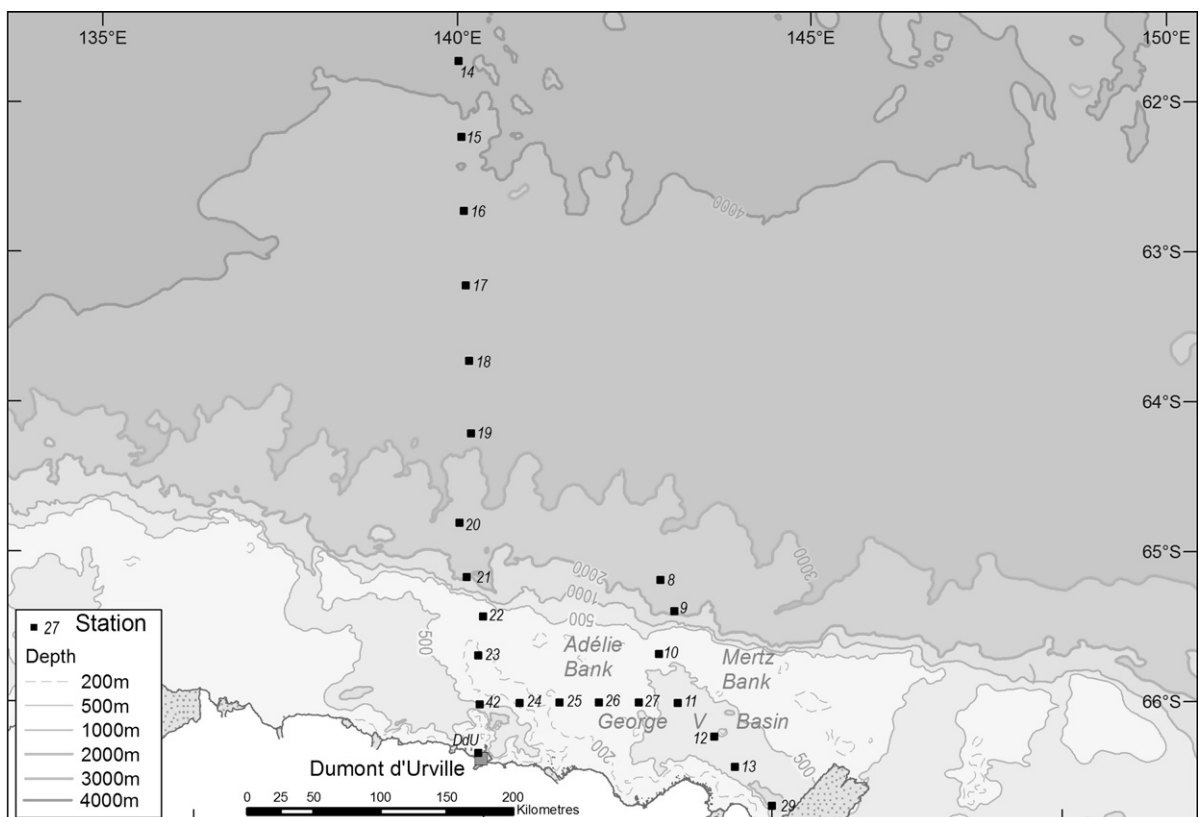 135°E 140°E 145°E 150°E
14
62°S
15
16
4000
63°S
17
18
64°S
19
20
65°S
21 2000 3000 8
1000 9
22 500
500 Adélie Mertz
23 Bank 10 Bank
42 24 25 26 27 11 66°S
George V Basin
DdU 200 12
Dumont d'Urville 13 500
29
27 Station
Depth
200m
500m
1000m
2000m
3000m
4000m
0 25 50 100 150 200
Kilometres